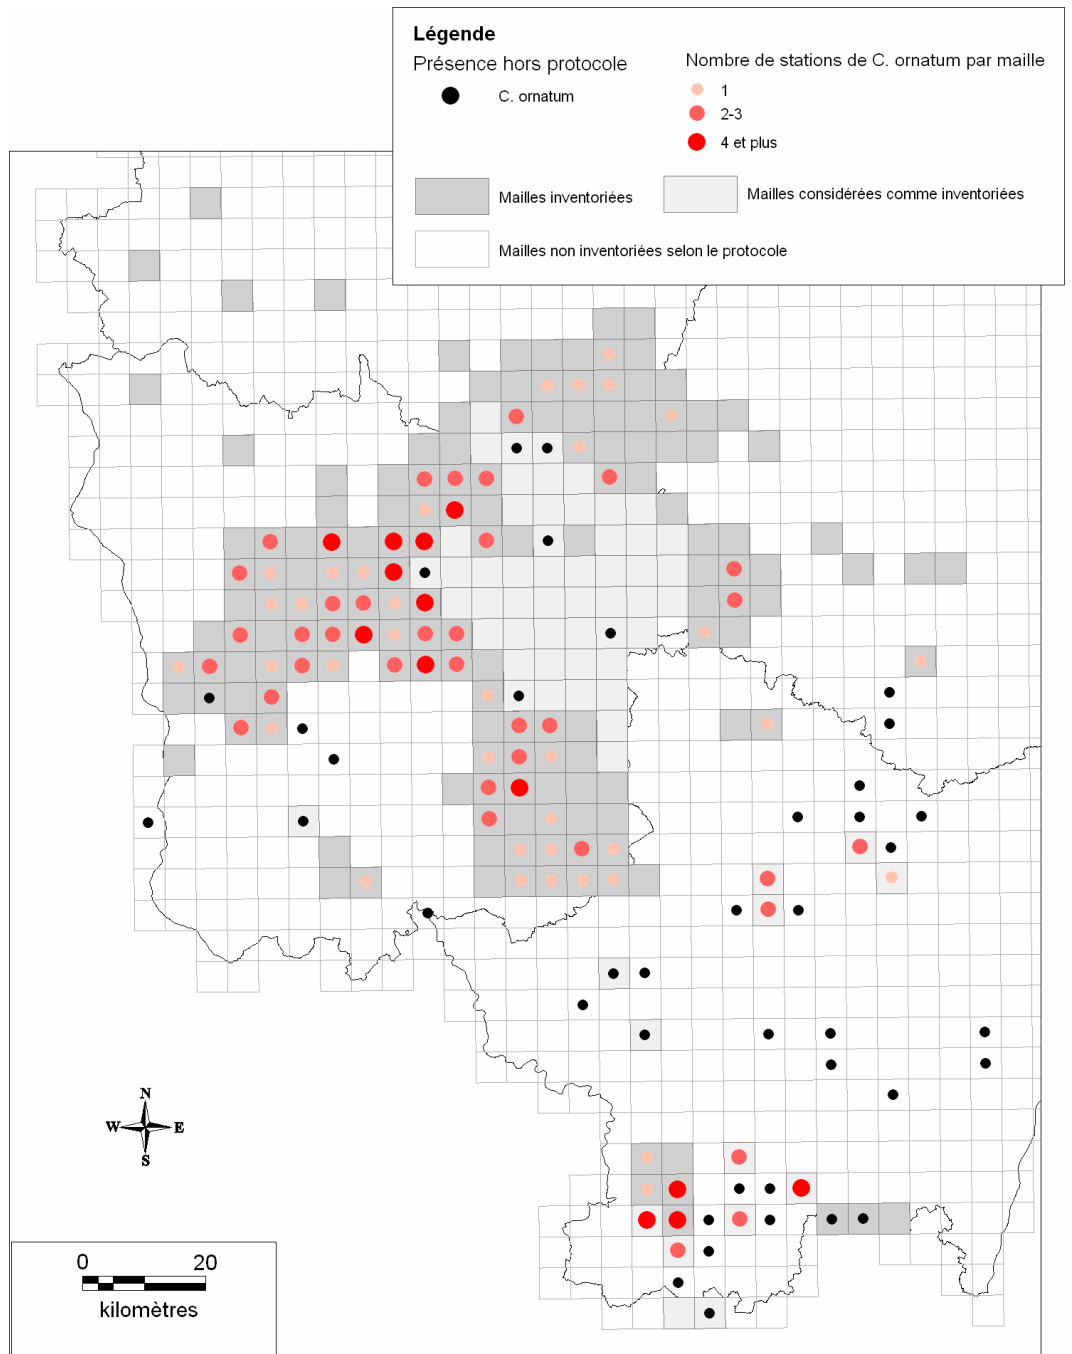 Légende
Présence hors protocole
C. ornatum
Nombre de stations de C. ornatum par maille
1
2-3
4 et plus
Mailles inventoriées
Mailles considérées comme inventoriées
Mailles non inventoriées selon le protocole
N
W E
S
0 20
kilomètres